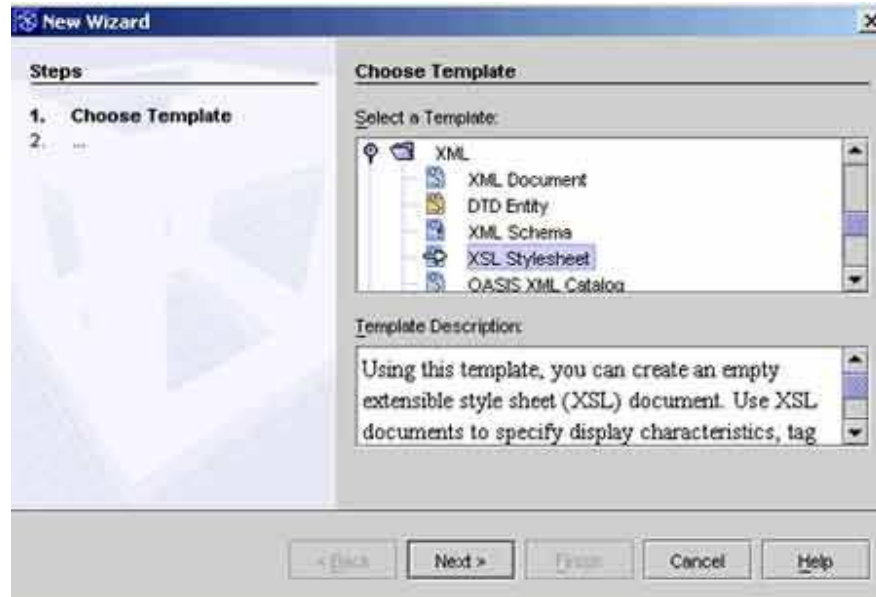 New Wizard
Steps
1. Choose Template
2. ...
Choose Template
Select a Template:
XML
XML Document
DTD Entity
XML Schema
XSL Stylesheet
OASIS XML Catalog
Template Description:
Using this template, you can create an empty
extensible style sheet (XSL) document. Use XSL
documents to specify display characteristics, tag
< Back
Next >
Finish
Cancel
Help